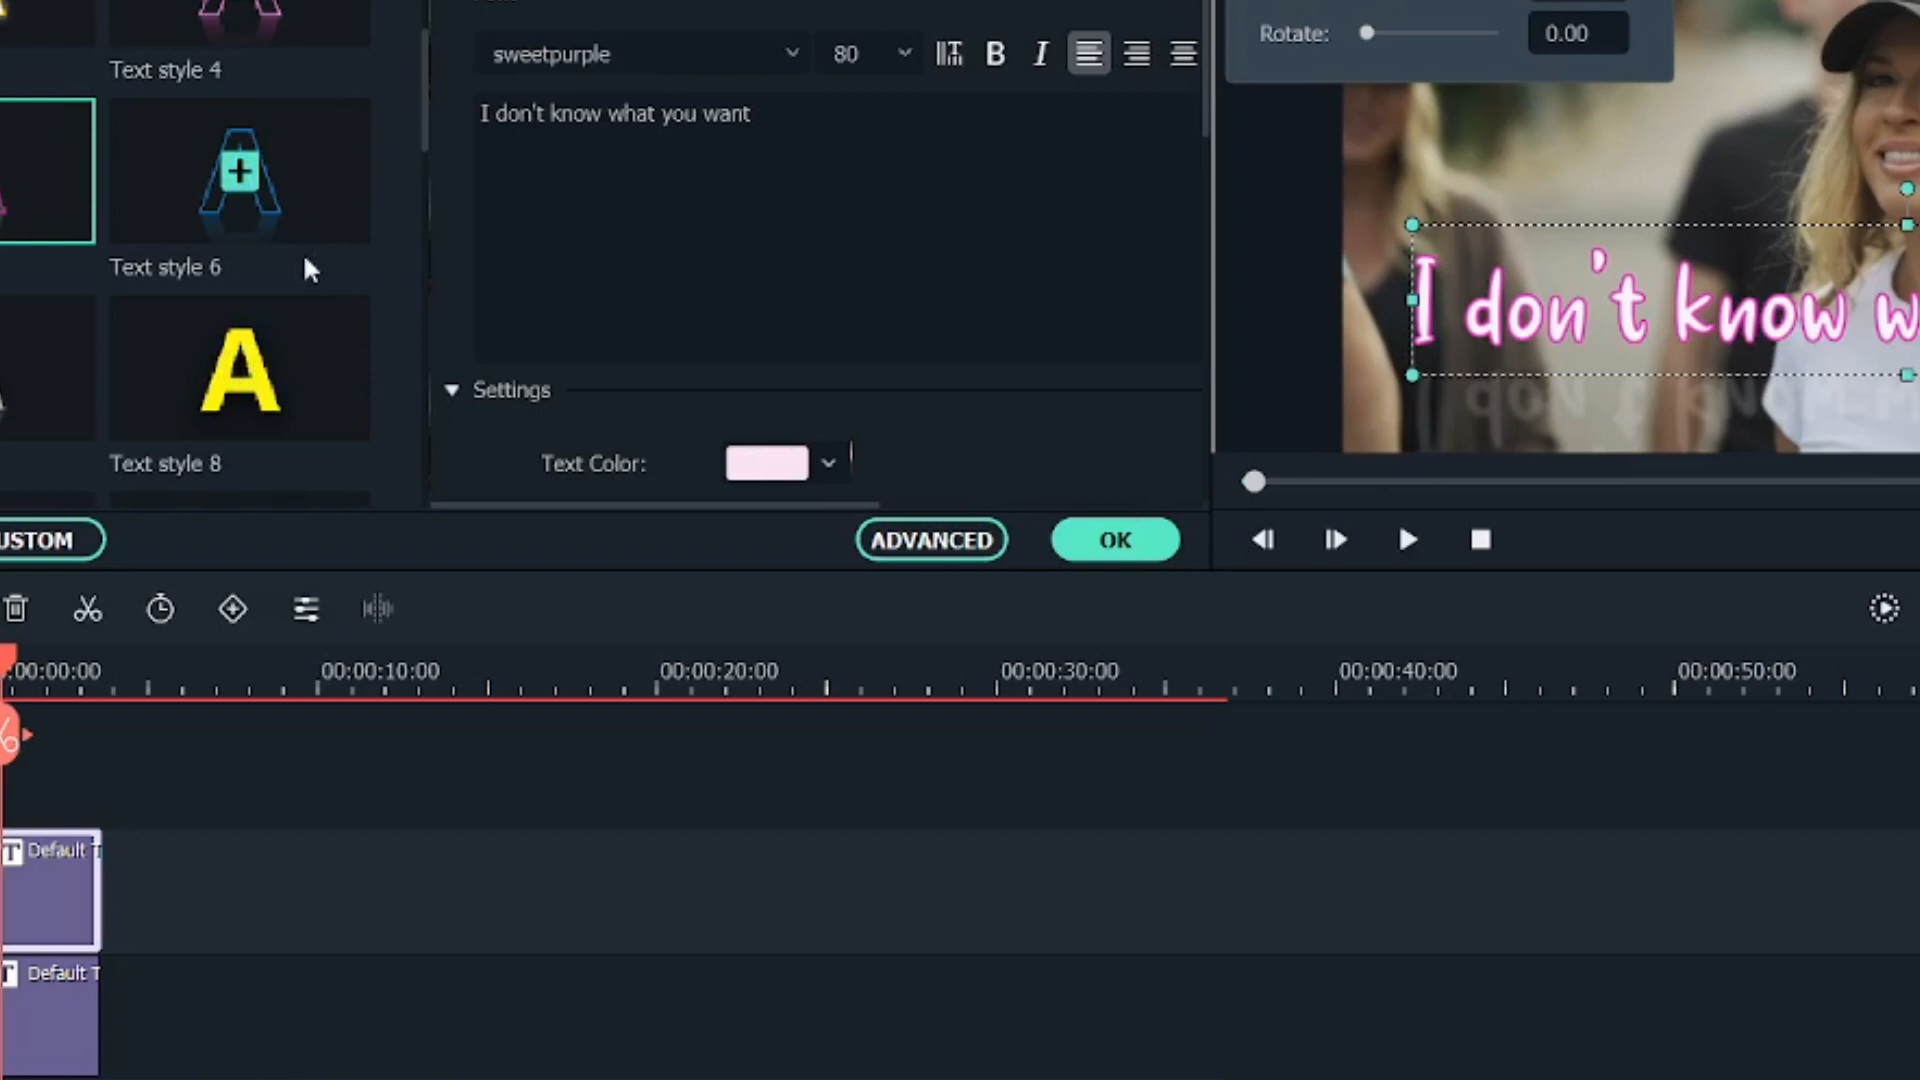 Text style 4
Text style 6
Text style 8
A
USTOM
sweetpurple
80
B
I
I don't know what you want
Settings
Text Color:
ADVANCED
OK
Rotate:
0.00
I don't know w
:00:00:00
00:00:10:00
00:00:20:00
00:00:30:00
00:00:40:00
00:00:50:00
T Default T
T Default T